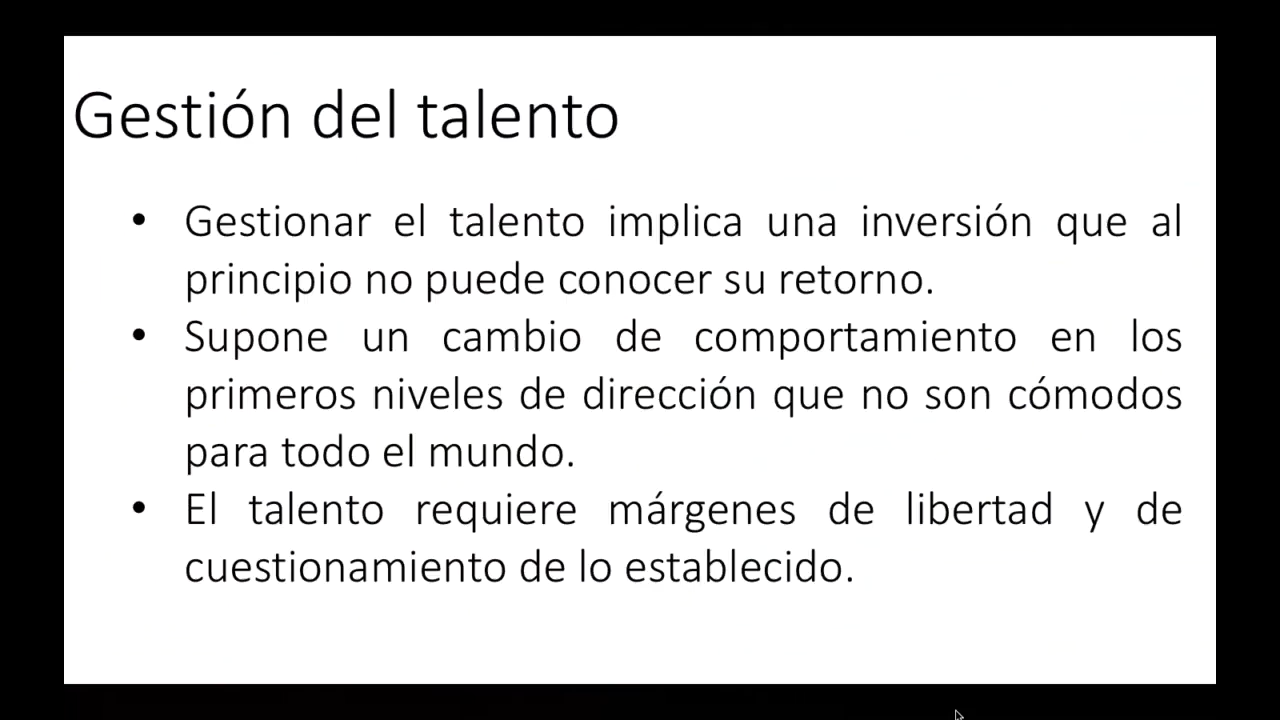 Gestión del talento
• Gestionar el talento implica una inversión que al
principio no puede conocer su retorno.
• Supone un cambio de comportamiento en los
primeros niveles de dirección que no son cómodos
para todo el mundo.
• El talento requiere márgenes de libertad y de
cuestionamiento de lo establecido.